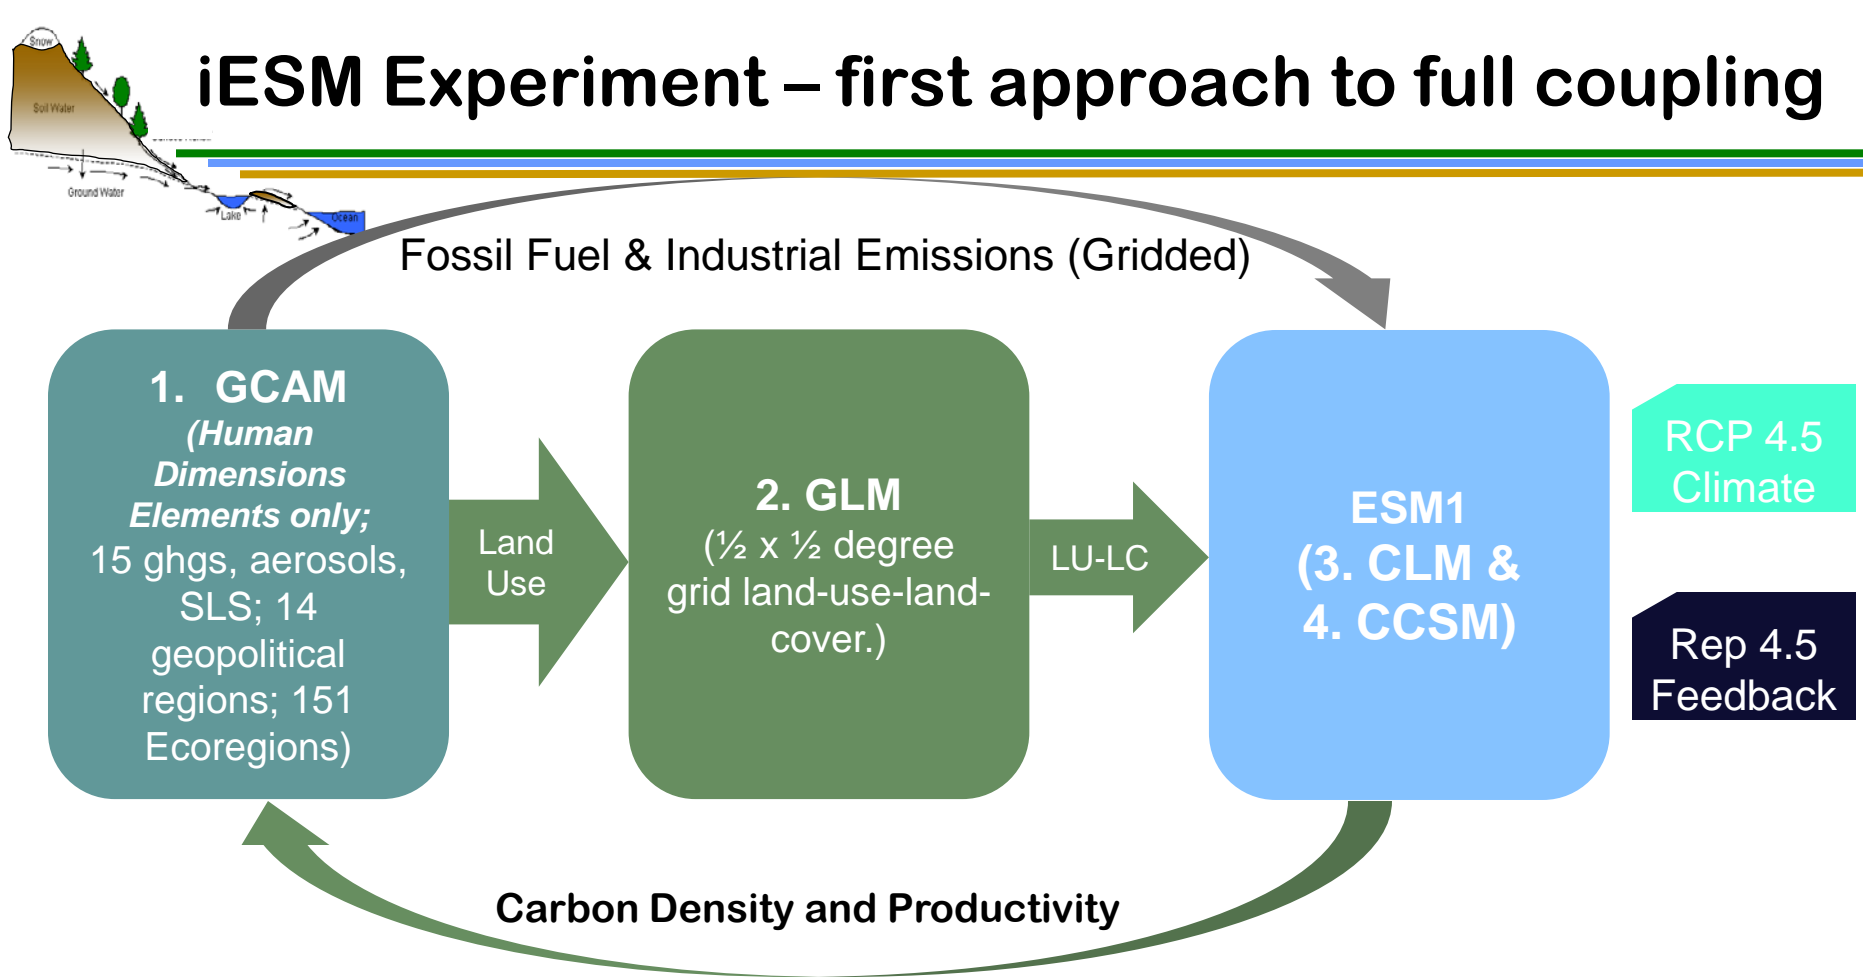 Snow
iESM Experiment – first approach to full coupling
Soil Water
Ground Water
Lake
Ocean
Fossil Fuel & Industrial Emissions (Gridded)
1. GCAM
(Human
Dimensions
Elements only;
15 ghgs, aerosols,
SLS; 14
geopolitical
regions; 151
Ecoregions)
Land
Use
2. GLM
(½ x ½ degree
grid land-use-land-
cover.)
LU-LC
ESM1
(3. CLM &
4. CCSM)
RCP 4.5
Climate
Rep 4.5
Feedback
Carbon Density and Productivity